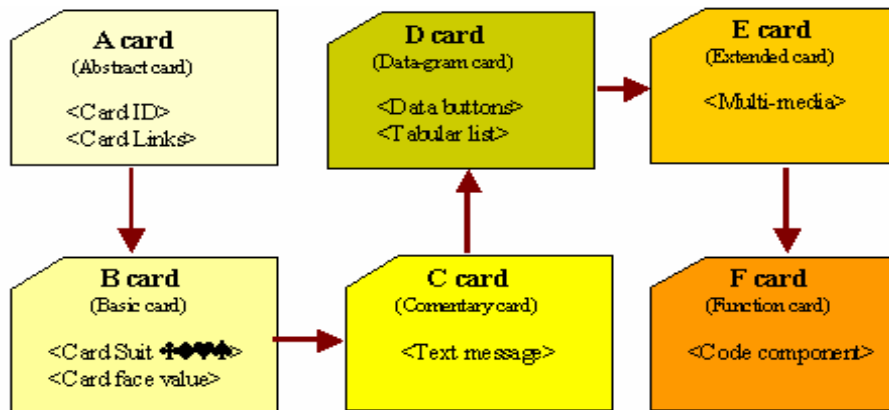 A card
(Abstract card)
<Card ID>
<Card Links>
B card
(Basic card)
<Card Suit ♣♦♥♠>
<Card face value>
C card
(Comentary card)
<Text message>
D card
(Data-gram card)
<Data buttons>
<Tabular list>
E card
(Extended card)
<Multi-media>
F card
(Function card)
<Code component>